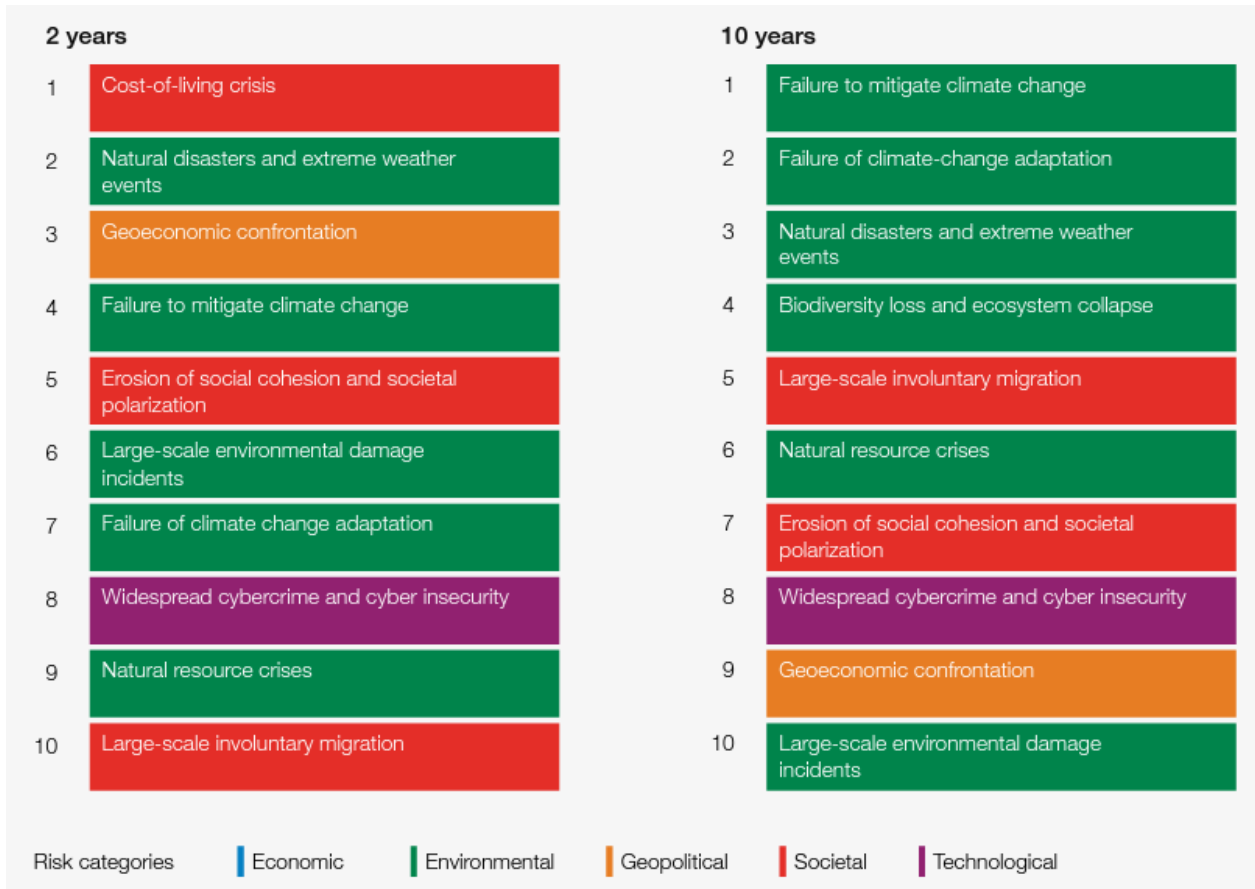 2 years
1
Cost-of-living crisis
2
Natural disasters and extreme weather
events
3
Geoeconomic confrontation
4
Failure to mitigate climate change
5
Erosion of social cohesion and societal
polarization
6
Large-scale environmental damage
incidents
7
Failure of climate change adaptation
8
Widespread cybercrime and cyber insecurity
9
Natural resource crises
10
Large-scale involuntary migration
10 years
1
Failure to mitigate climate change
2
Failure of climate-change adaptation
3
Natural disasters and extreme weather
events
4
Biodiversity loss and ecosystem collapse
5
Large-scale involuntary migration
6
Natural resource crises
7
Erosion of social cohesion and societal
polarization
8
Widespread cybercrime and cyber insecurity
9
Geoeconomic confrontation
10
Large-scale environmental damage
incidents
Risk categories
Economic
Environmental
Geopolitical
Societal
Technological